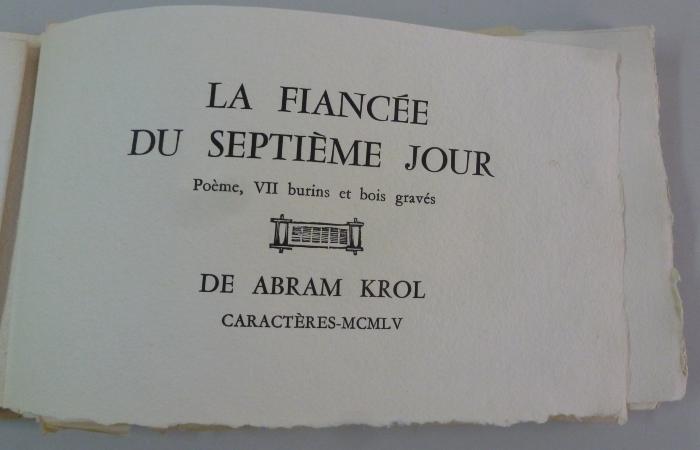 LA FIANCÉE
DU SEPTIÈME JOUR
Poème, VII burins et bois gravés
DE ABRAM KROL
CARACTÈRES-MCMLV